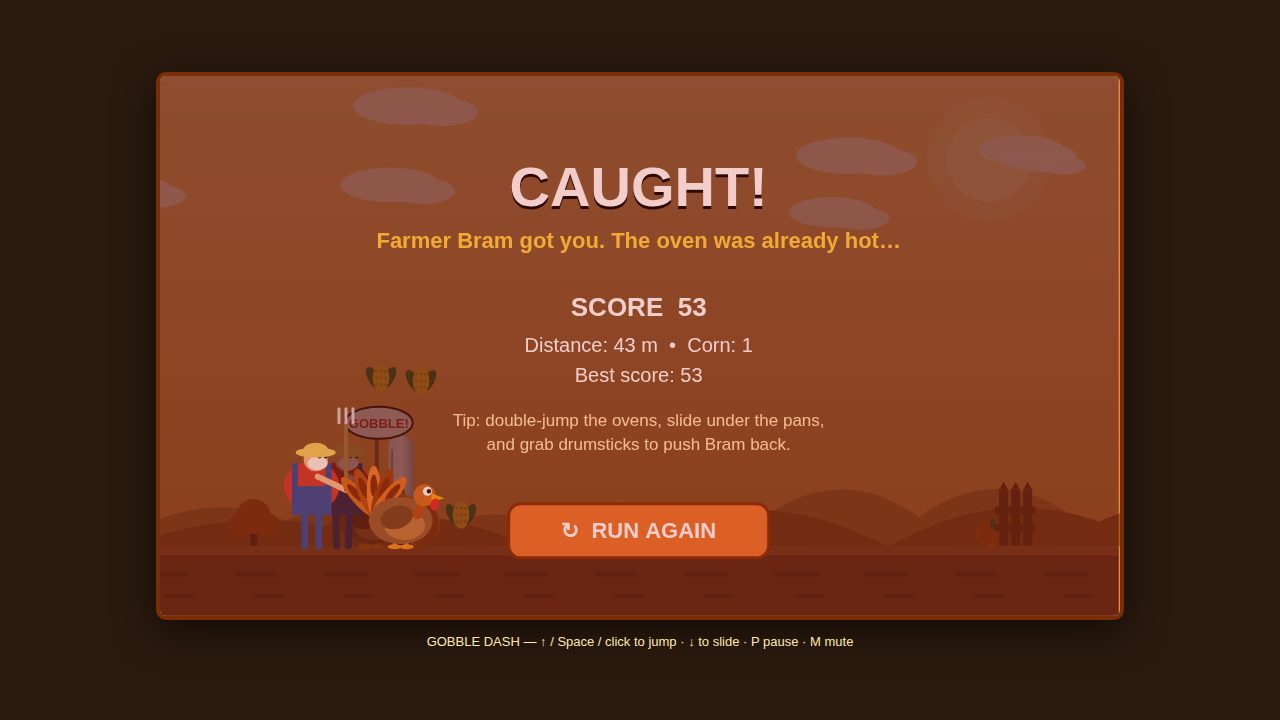 CAUGHT!
Farmer Bram got you. The oven was already hot…
SCORE 53
Distance: 43 m • Corn: 1
Best score: 53
GOBBLE!
Tip: double-jump the ovens, slide under the pans,
and grab drumsticks to push Bram back.
↻ RUN AGAIN
GOBBLE DASH — ↑ / Space / click to jump · ↓ to slide · P pause · M mute